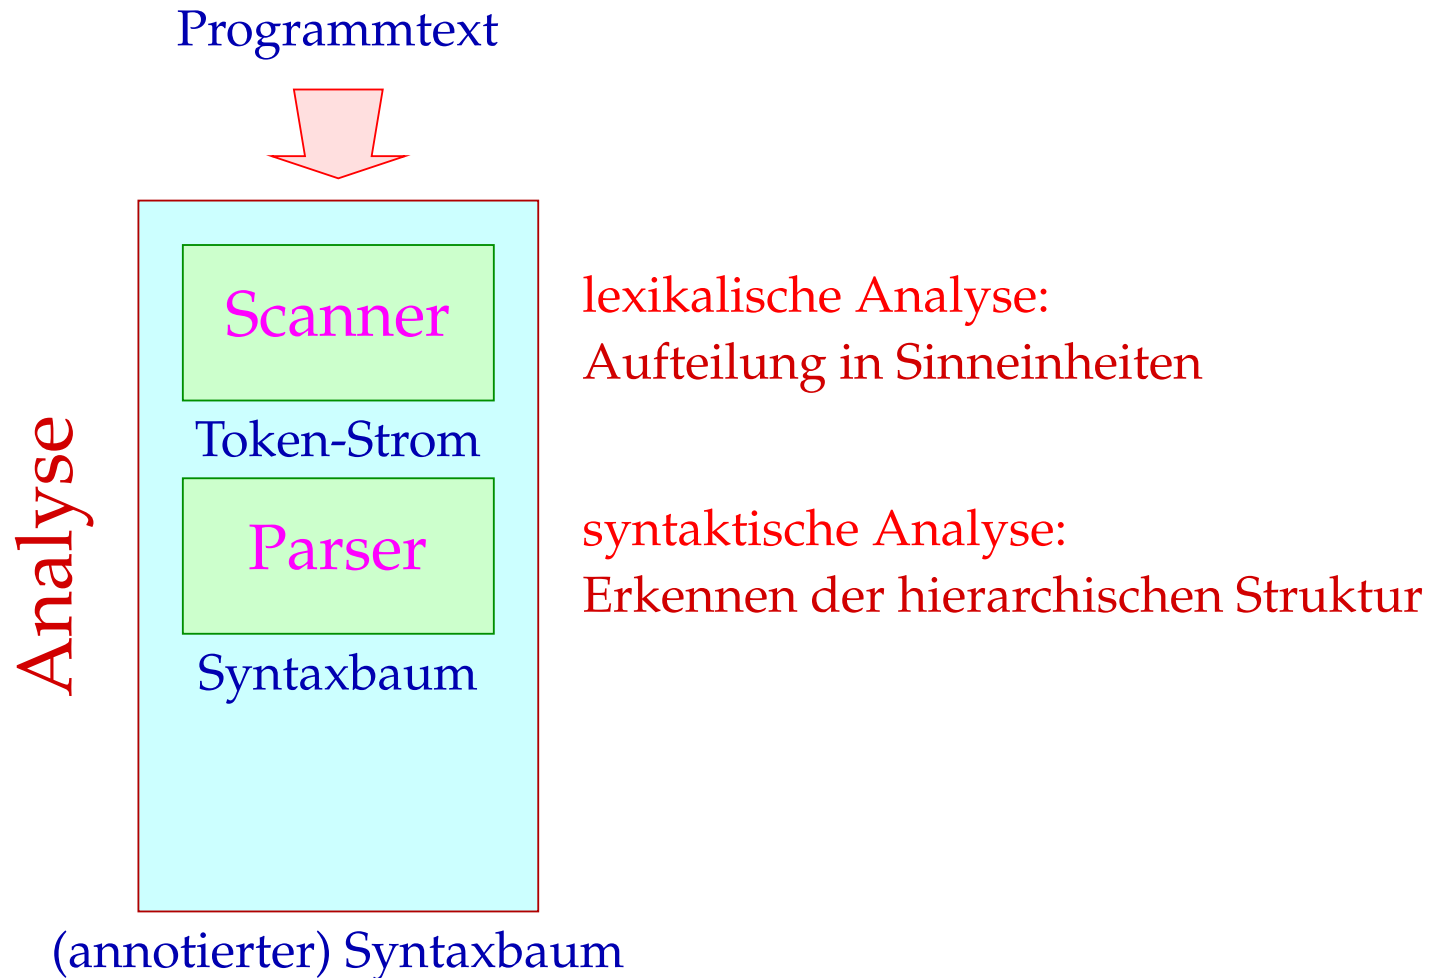 Programmtext
Scanner
lexikalische Analyse:
Aufteilung in Sinneinheiten
Token-Strom
Analyse
Parser
syntaktische Analyse:
Erkennen der hierarchischen Struktur
Syntaxbaum
(annotierter) Syntaxbaum